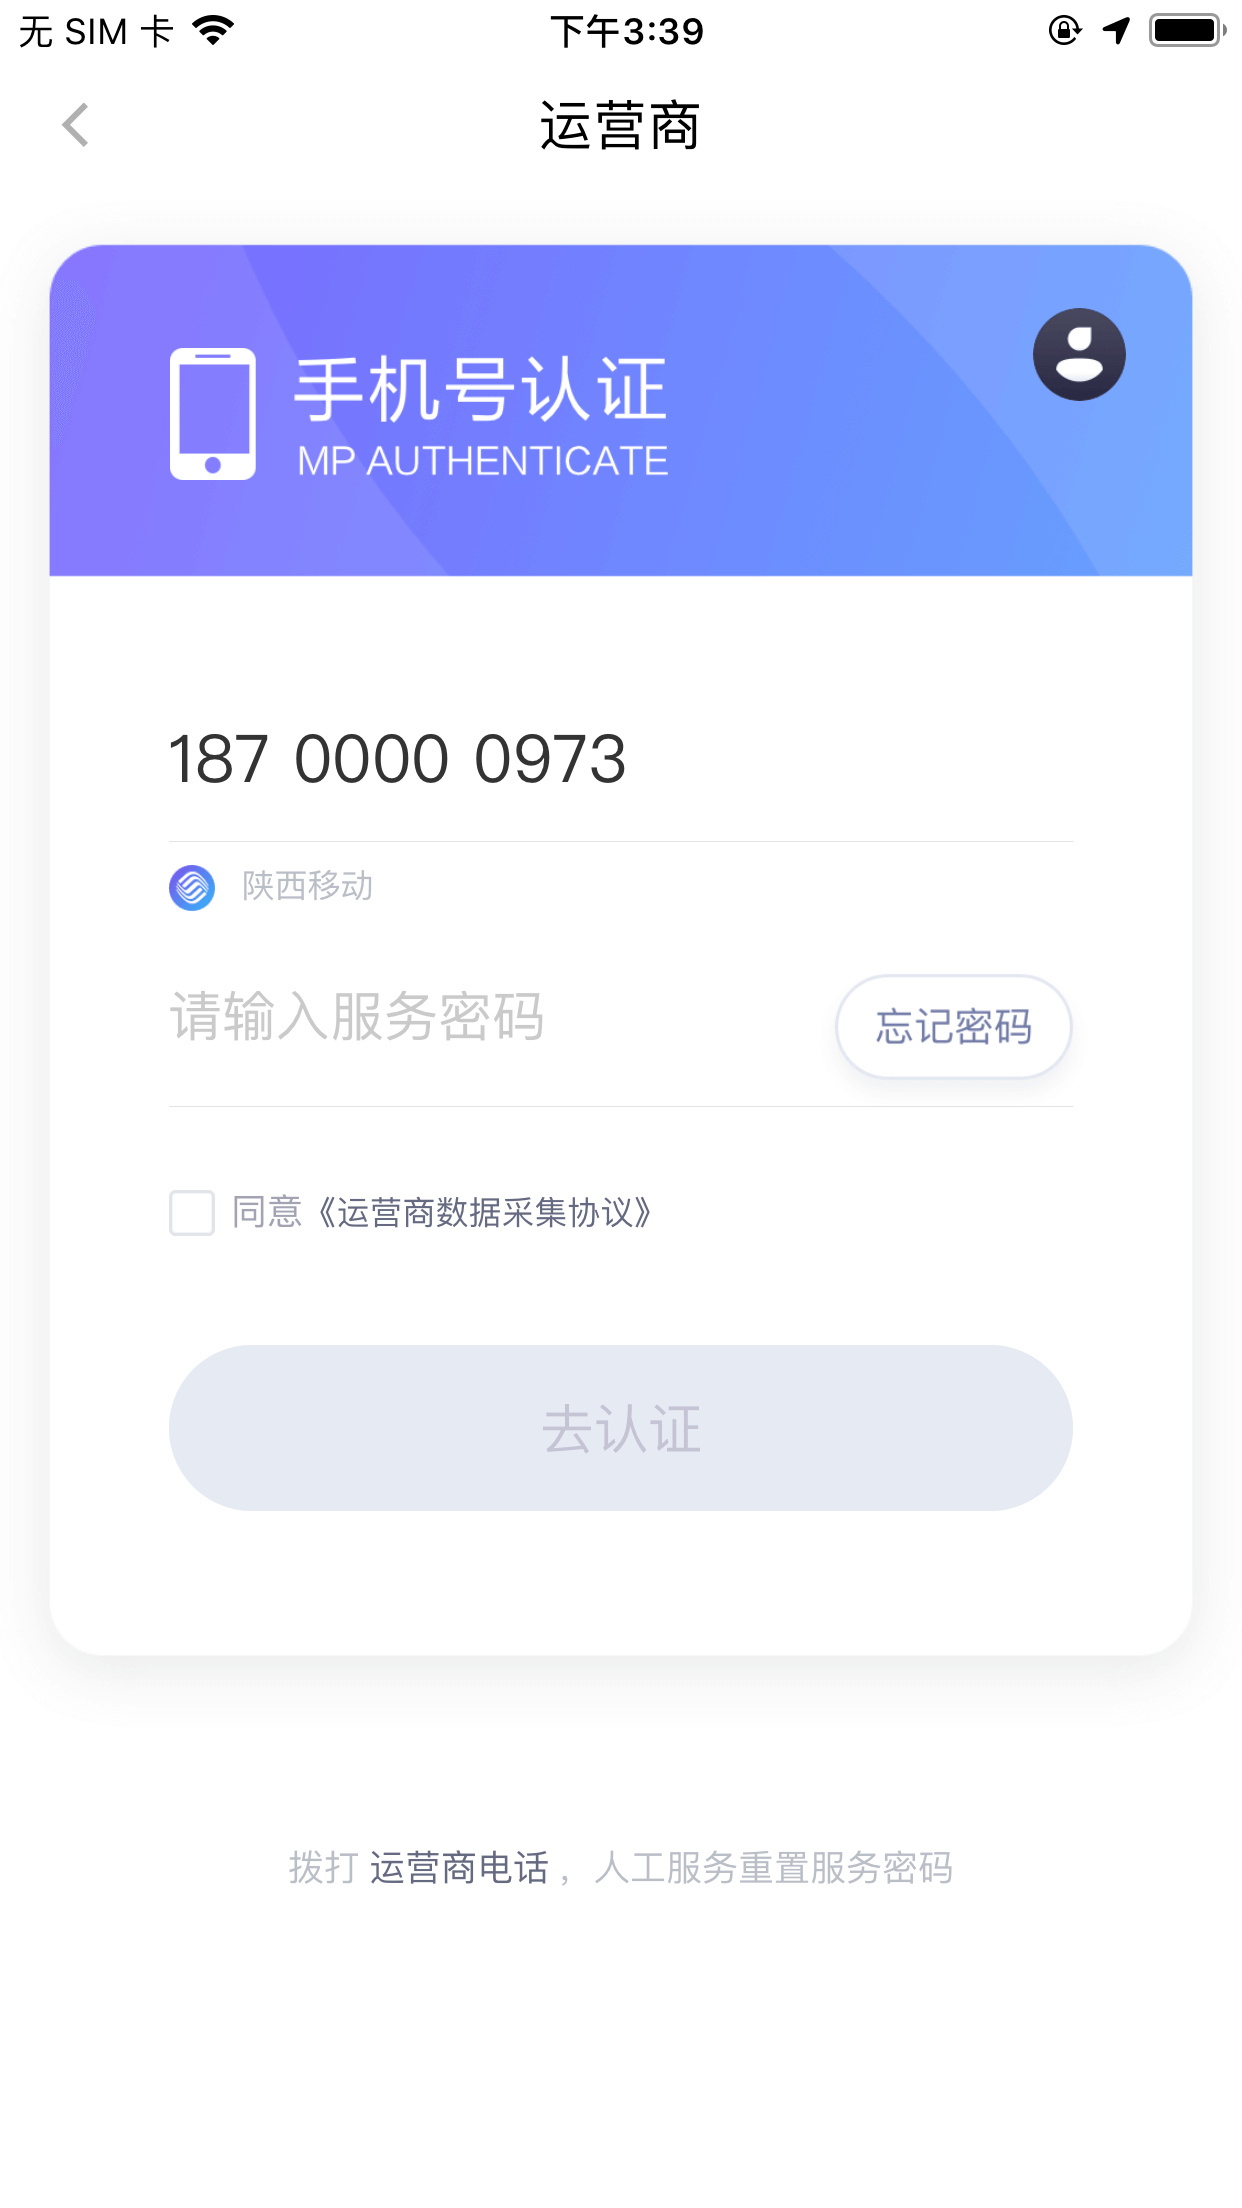 无 SIM 卡
下午3:39
运营商
手机号认证
MP AUTHENTICATE
187 0000 0973
陕西移动
请输入服务密码
忘记密码
同意《运营商数据采集协议》
去认证
拨打 运营商电话 ，人工服务重置服务密码